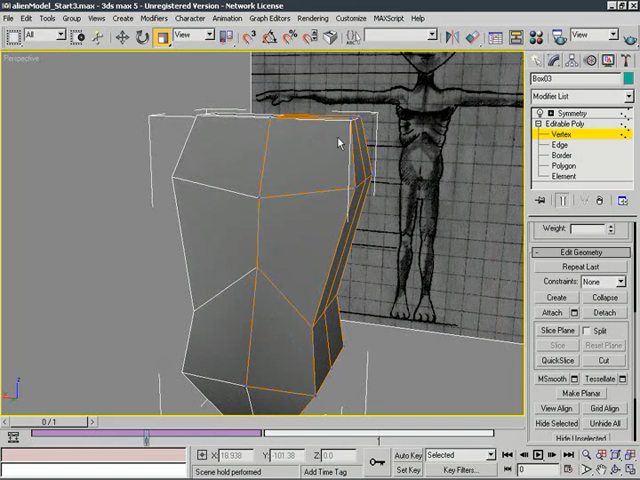 alienModel_Start3.max - 3ds max 5 - Unregistered Version - Network License
Edit Tools Group Views Create Modifiers Character Animation Graph Editors Rendering Customize MAXScript Help
All View View
Perspective
Box03
Modifier List
Symmetry
Editable Poly
Vertex
Edge
Border
Polygon
Element
Weight:
Edit Geometry
Repeat Last
Constraints: None
Create Collapse
Attach Detach
Slice Plane Split
Slice Reset Plane
QuickSlice Cut
MSmooth Tessellate
Make Planar
View Align Grid Align
Hide Selected Unhide All
Hide Unselected
0 / 1
0 1
X: 18.938 Y: -101.38 Z: 0.0
Auto Key Selected
Scene hold performed Add Time Tag
Set Key Key Filters... 0